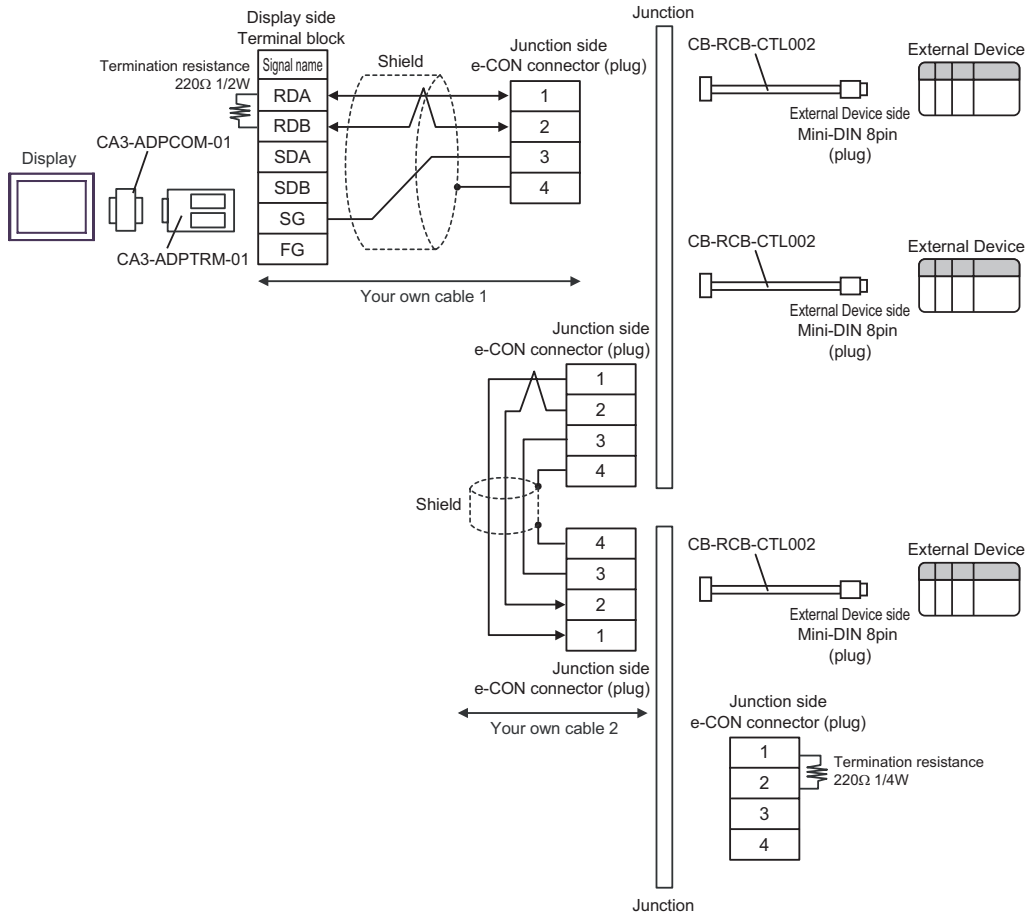 Junction
Display side
Terminal block
Termination resistance
220Ω 1/2W
Signal name
RDA
RDB
SDA
SDB
SG
FG
Shield
Junction side
e-CON connector (plug)
1
2
3
4
Display
CA3-ADPCOM-01
CA3-ADPTRM-01
Your own cable 1
CB-RCB-CTL002
External Device
External Device side
Mini-DIN 8pin
(plug)
CB-RCB-CTL002
External Device
External Device side
Mini-DIN 8pin
(plug)
Junction side
e-CON connector (plug)
1
2
3
4
Shield
4
3
2
1
Junction side
e-CON connector (plug)
Your own cable 2
CB-RCB-CTL002
External Device
External Device side
Mini-DIN 8pin
(plug)
Junction side
e-CON connector (plug)
1
2
3
4
Termination resistance
220Ω 1/4W
Junction